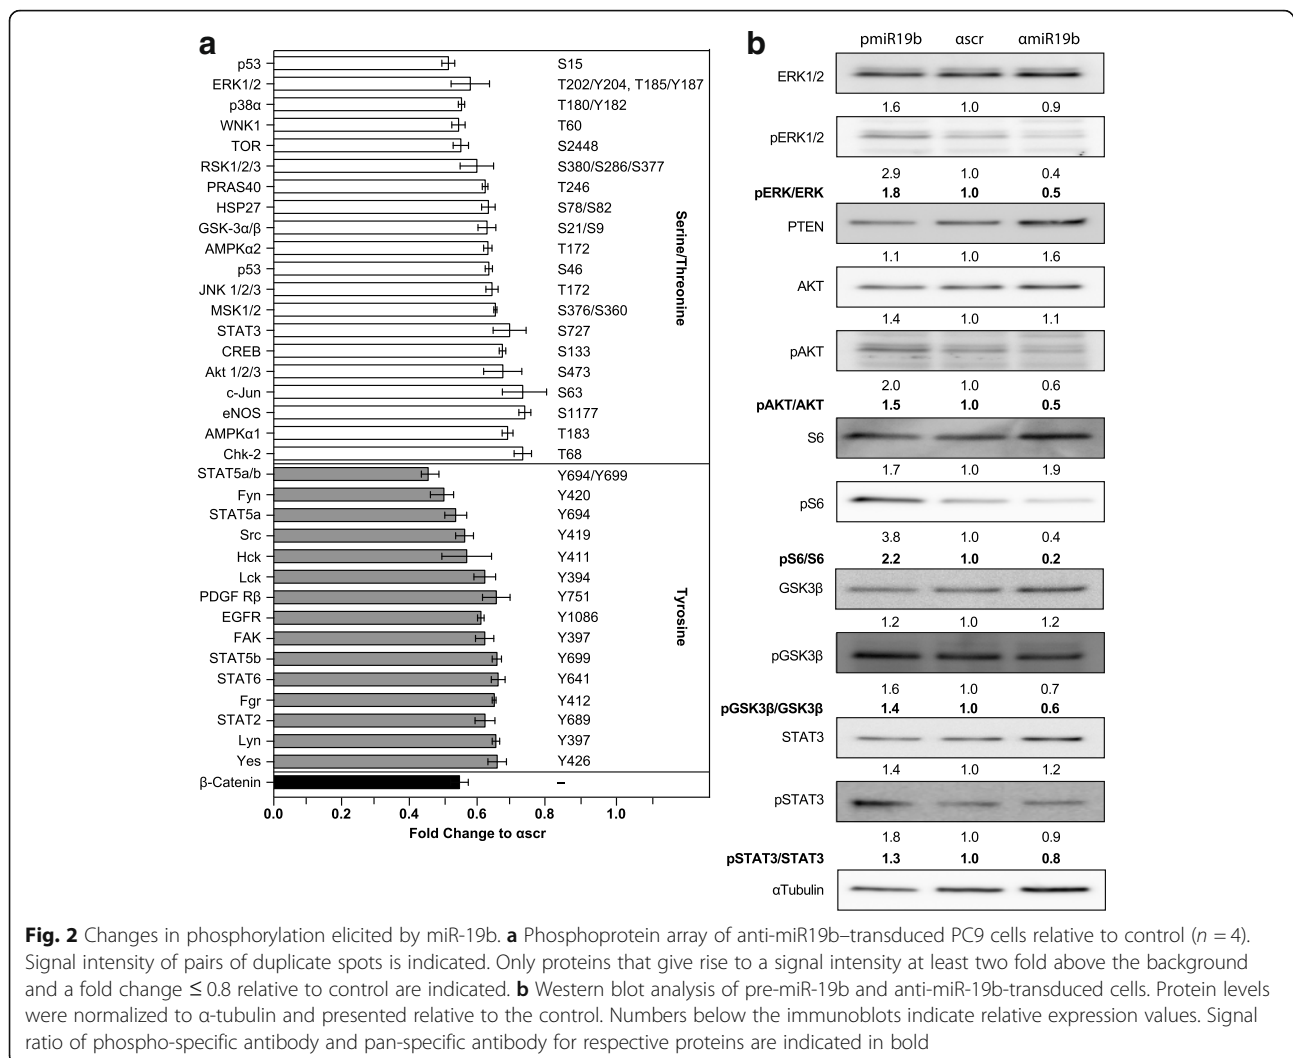 a
p53 S15
ERK1/2 T202/Y204, T185/Y187
p38α T180/Y182
WNK1 T60
TOR S2448
RSK1/2/3 S380/S286/S377
PRAS40 T246
HSP27 S78/S82
GSK-3α/β S21/S9
AMPKα2 T172
p53 S46
JNK 1/2/3 T172
MSK1/2 S376/S360
STAT3 S727
CREB S133
Akt 1/2/3 S473
c-Jun S63
eNOS S1177
AMPKα1 T183
Chk-2 T68
Serine/Threonine
STAT5a/b Y694/Y699
Fyn Y420
STAT5a Y694
Src Y419
Hck Y411
Lck Y394
PDGF Rβ Y751
EGFR Y1086
FAK Y397
STAT5b Y699
STAT6 Y641
Fgr Y412
STAT2 Y689
Lyn Y397
Yes Y426
Tyrosine
β-Catenin –
0.0 0.2 0.4 0.6 0.8 1.0
Fold Change to αscr
b
pmiR19b αscr αmiR19b
ERK1/2
1.6 1.0 0.9
pERK1/2
2.9 1.0 0.4
pERK/ERK 1.8 1.0 0.5
PTEN
1.1 1.0 1.6
AKT
1.4 1.0 1.1
pAKT
2.0 1.0 0.6
pAKT/AKT 1.5 1.0 0.5
S6
1.7 1.0 1.9
pS6
3.8 1.0 0.4
pS6/S6 2.2 1.0 0.2
GSK3β
1.2 1.0 1.2
pGSK3β
1.6 1.0 0.7
pGSK3β/GSK3β 1.4 1.0 0.6
STAT3
1.4 1.0 1.2
pSTAT3
1.8 1.0 0.9
pSTAT3/STAT3 1.3 1.0 0.8
αTubulin
Fig. 2 Changes in phosphorylation elicited by miR-19b. a Phosphoprotein array of anti-miR19b–transduced PC9 cells relative to control (n = 4).
Signal intensity of pairs of duplicate spots is indicated. Only proteins that give rise to a signal intensity at least two fold above the background
and a fold change ≤ 0.8 relative to control are indicated. b Western blot analysis of pre-miR-19b and anti-miR-19b-transduced cells. Protein levels
were normalized to α-tubulin and presented relative to the control. Numbers below the immunoblots indicate relative expression values. Signal
ratio of phospho-specific antibody and pan-specific antibody for respective proteins are indicated in bold